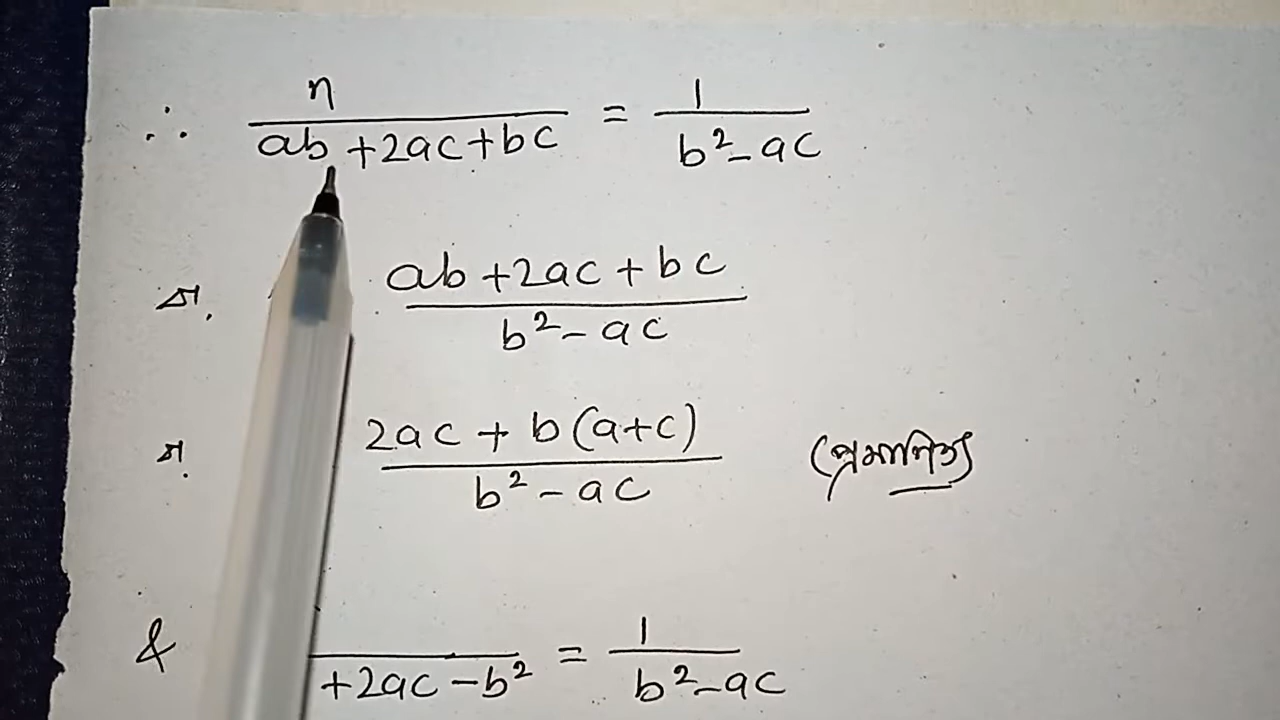 ∴ n/(ab+2ac+bc) = 1/(b²-ac)
বা, (ab+2ac+bc)/(b²-ac)
বা, (2ac+b(a+c))/(b²-ac) (প্রমাণিত)
& +2ac-b² = 1/(b²-ac)